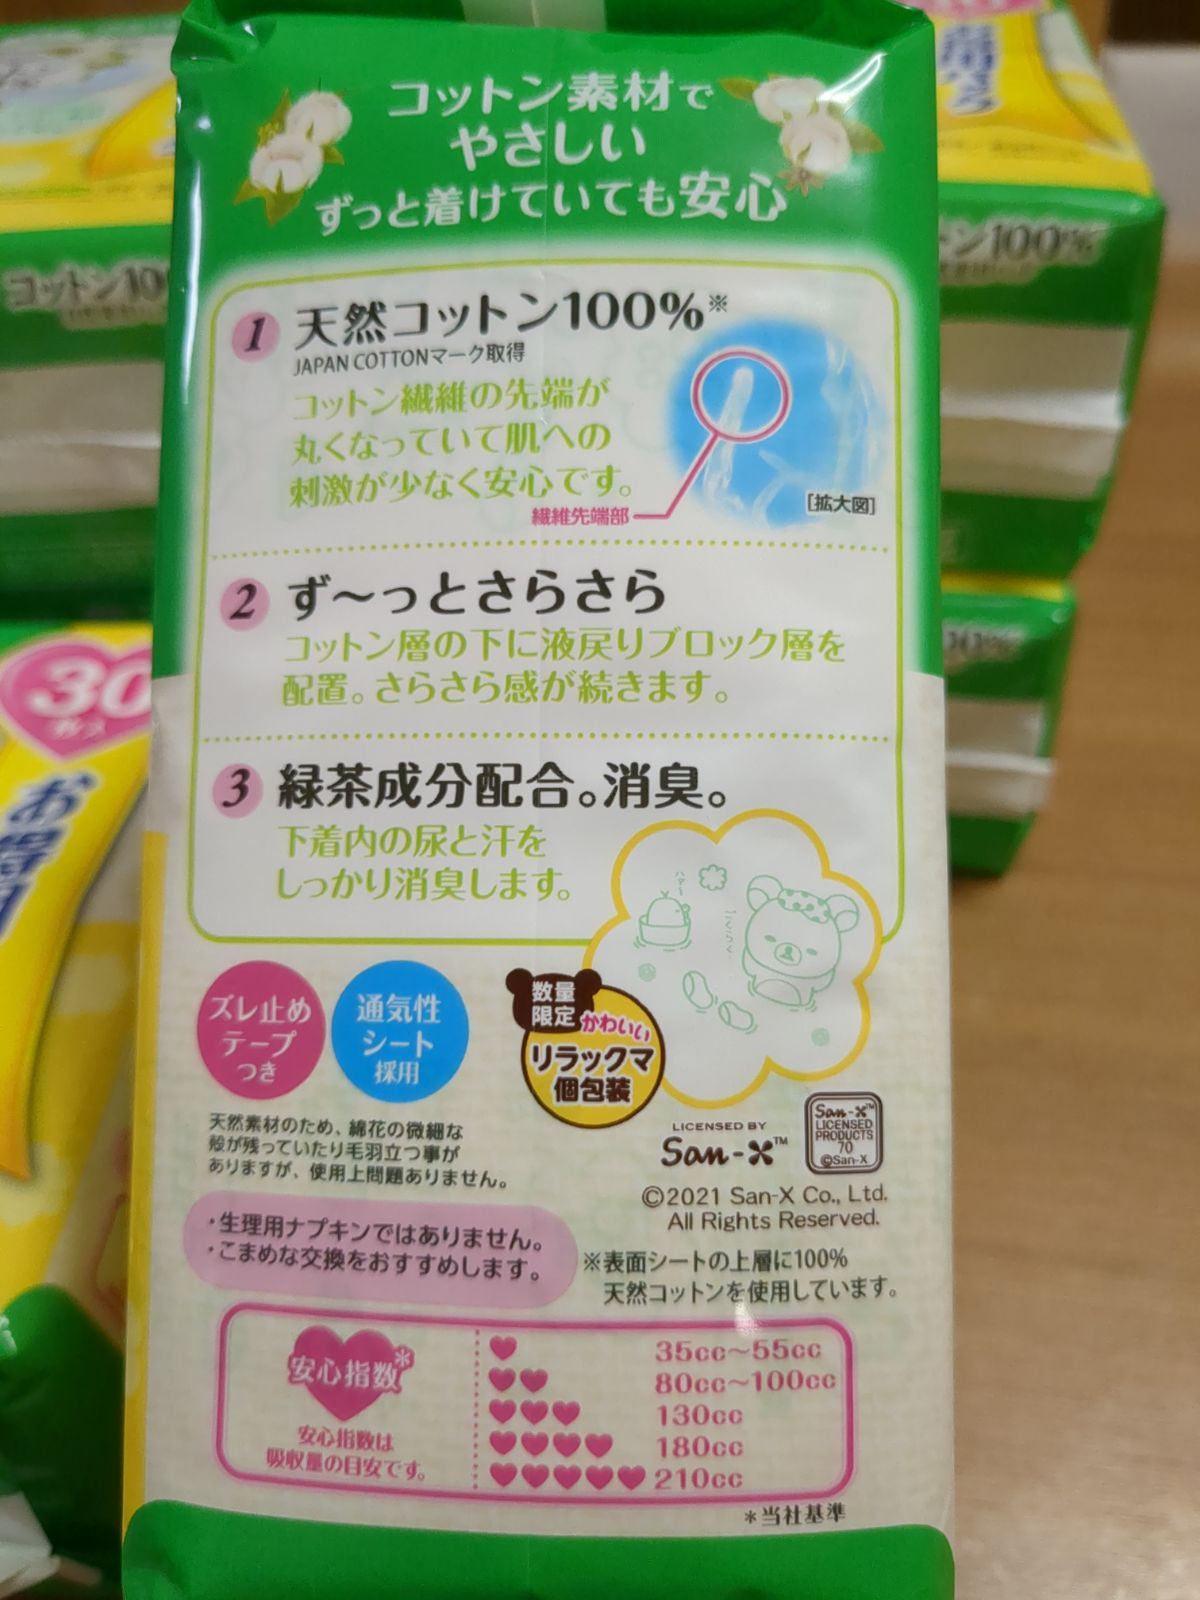 コットン素材で
やさしい
ずっと着けていても安心
1 天然コットン100%※
JAPAN COTTONマーク取得
コットン繊維の先端が
丸くなっていて肌への
刺激が少なく安心です。
繊維先端部
[拡大図]
2 ず〜っとさらさら
コットン層の下に液戻りブロック層を
配置。さらさら感が続きます。
3 緑茶成分配合。消臭。
下着内の尿と汗を
しっかり消臭します。
ズレ止め
テープ
つき
通気性
シート
採用
数量
限定
かわいい
リラックマ
個包装
天然素材のため、綿花の微細な
殻が残っていたり毛羽立つ事が
ありますが、使用上問題ありません。
LICENSED BY
San-X™
San-X™
LICENSED
PRODUCTS
70
©San-X
©2021 San-X Co., Ltd.
All Rights Reserved.
・生理用ナプキンではありません。
・こまめな交換をおすすめします。
※表面シートの上層に100%
天然コットンを使用しています。
安心指数*
安心指数は
吸収量の目安です。
♥ 35cc〜55cc
♥♥ 80cc〜100cc
♥♥♥ 130cc
♥♥♥♥ 180cc
♥♥♥♥♥ 210cc
*当社基準
コットン100
ン100%
30
お得用
お得用パック